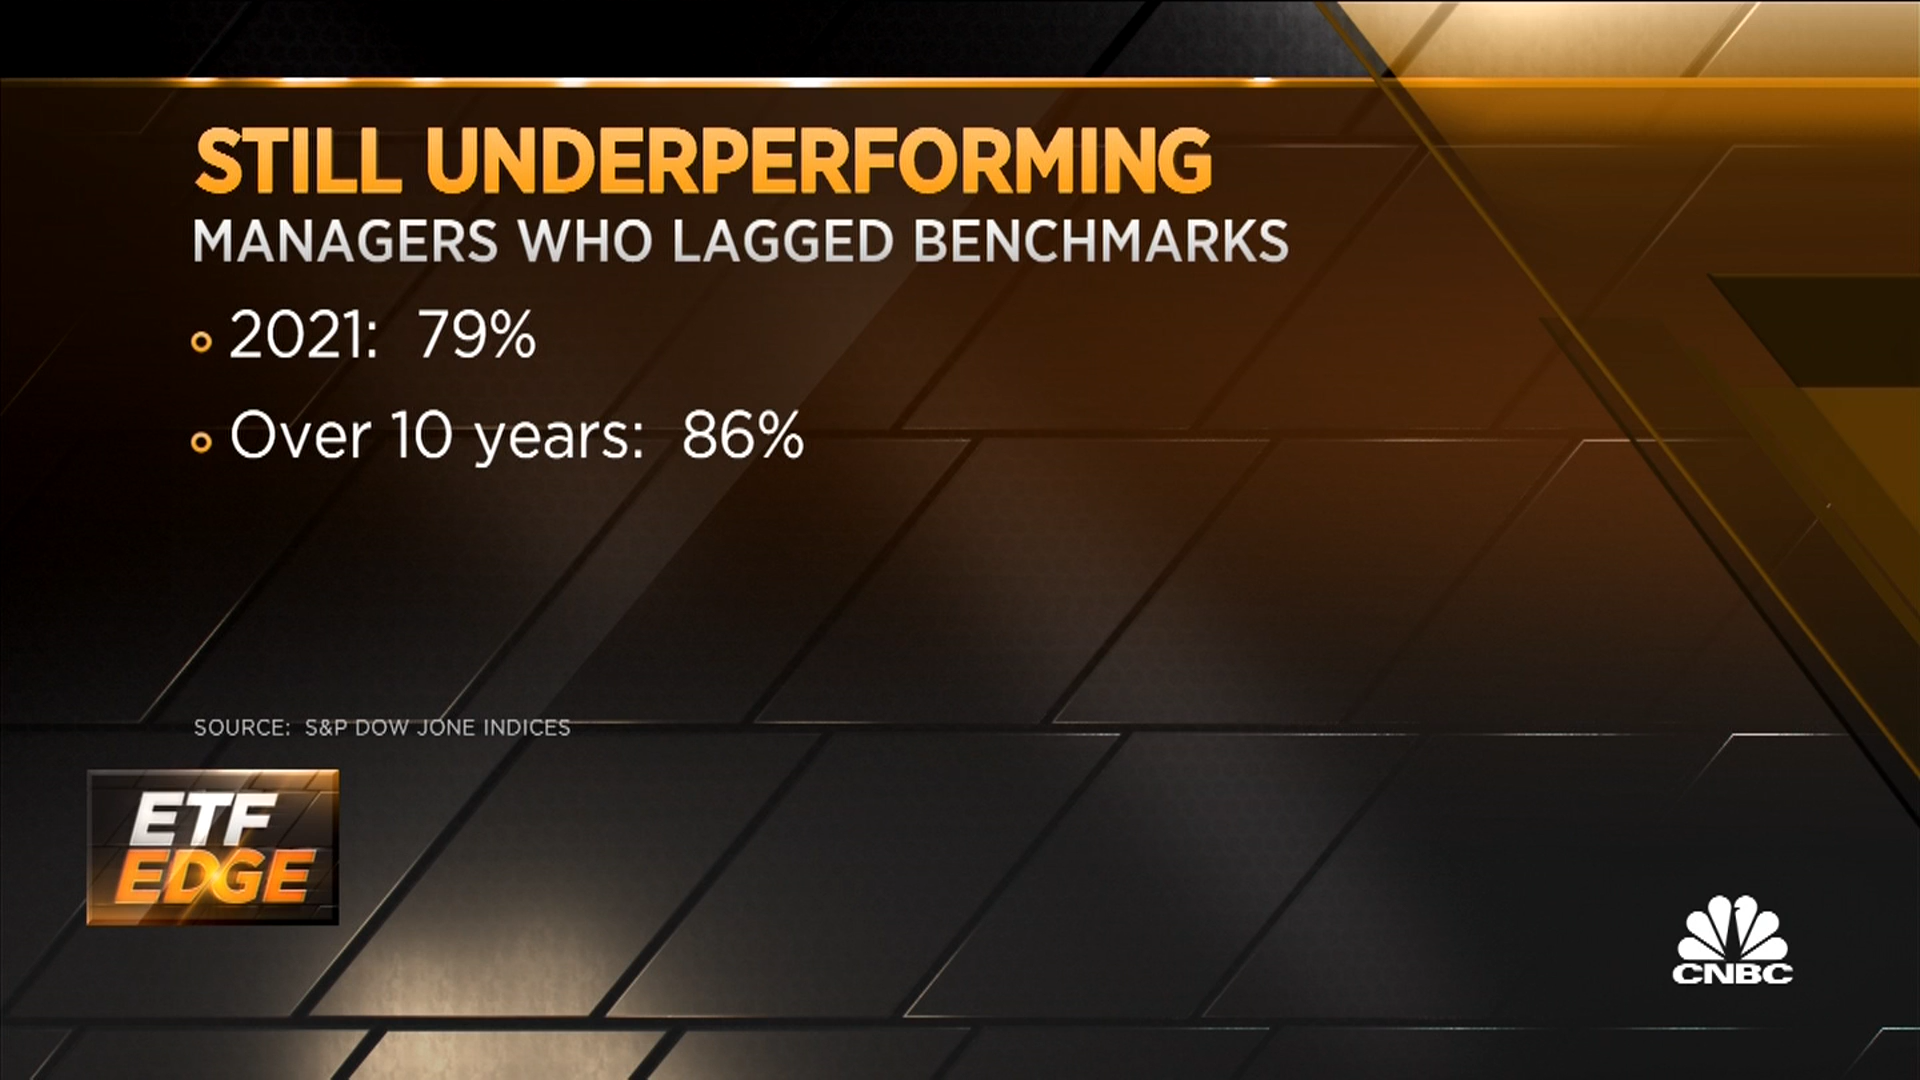 STILL UNDERPERFORMING
MANAGERS WHO LAGGED BENCHMARKS
2021: 79%
Over 10 years: 86%
SOURCE: S&P DOW JONE INDICES
ETF
EDGE
CNBC